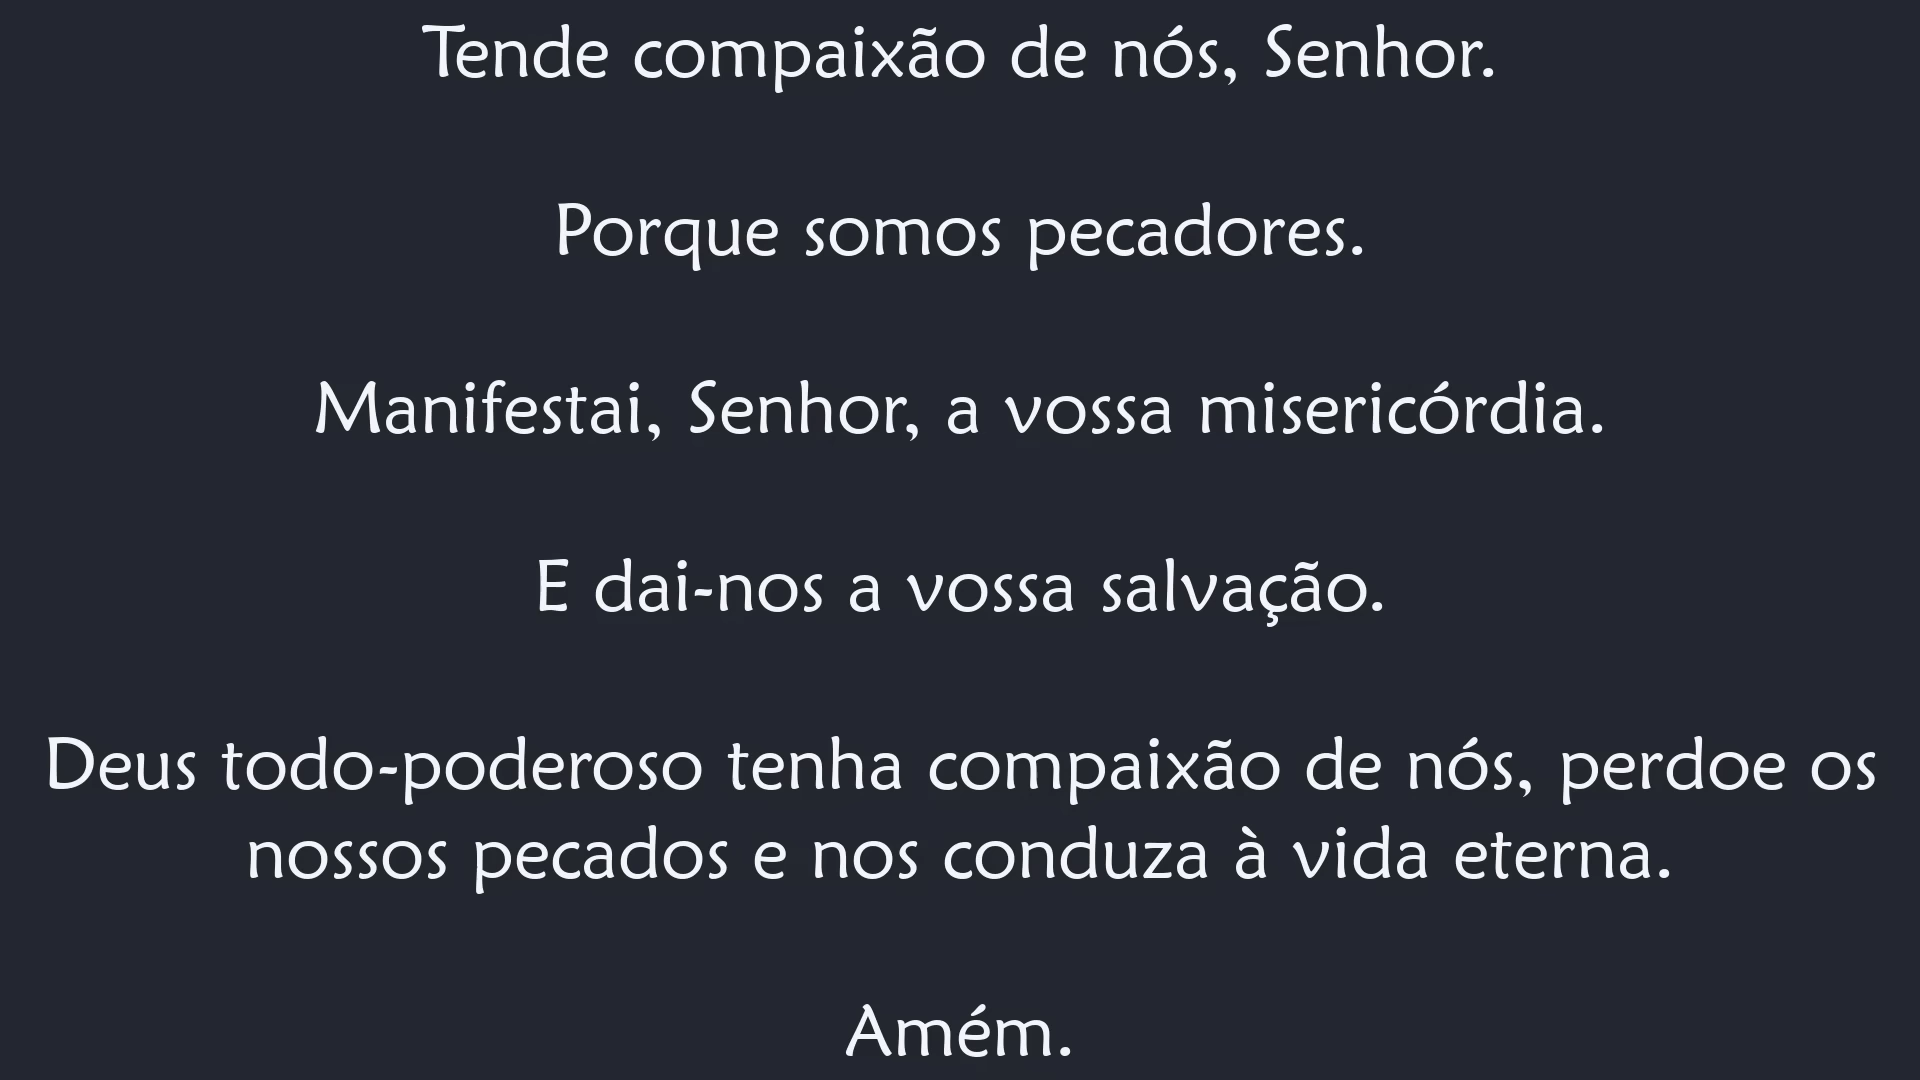 Tende compaixão de nós, Senhor.
Porque somos pecadores.
Manifestai, Senhor, a vossa misericórdia.
E dai-nos a vossa salvação.
Deus todo-poderoso tenha compaixão de nós, perdoe os
nossos pecados e nos conduza à vida eterna.
Amém.